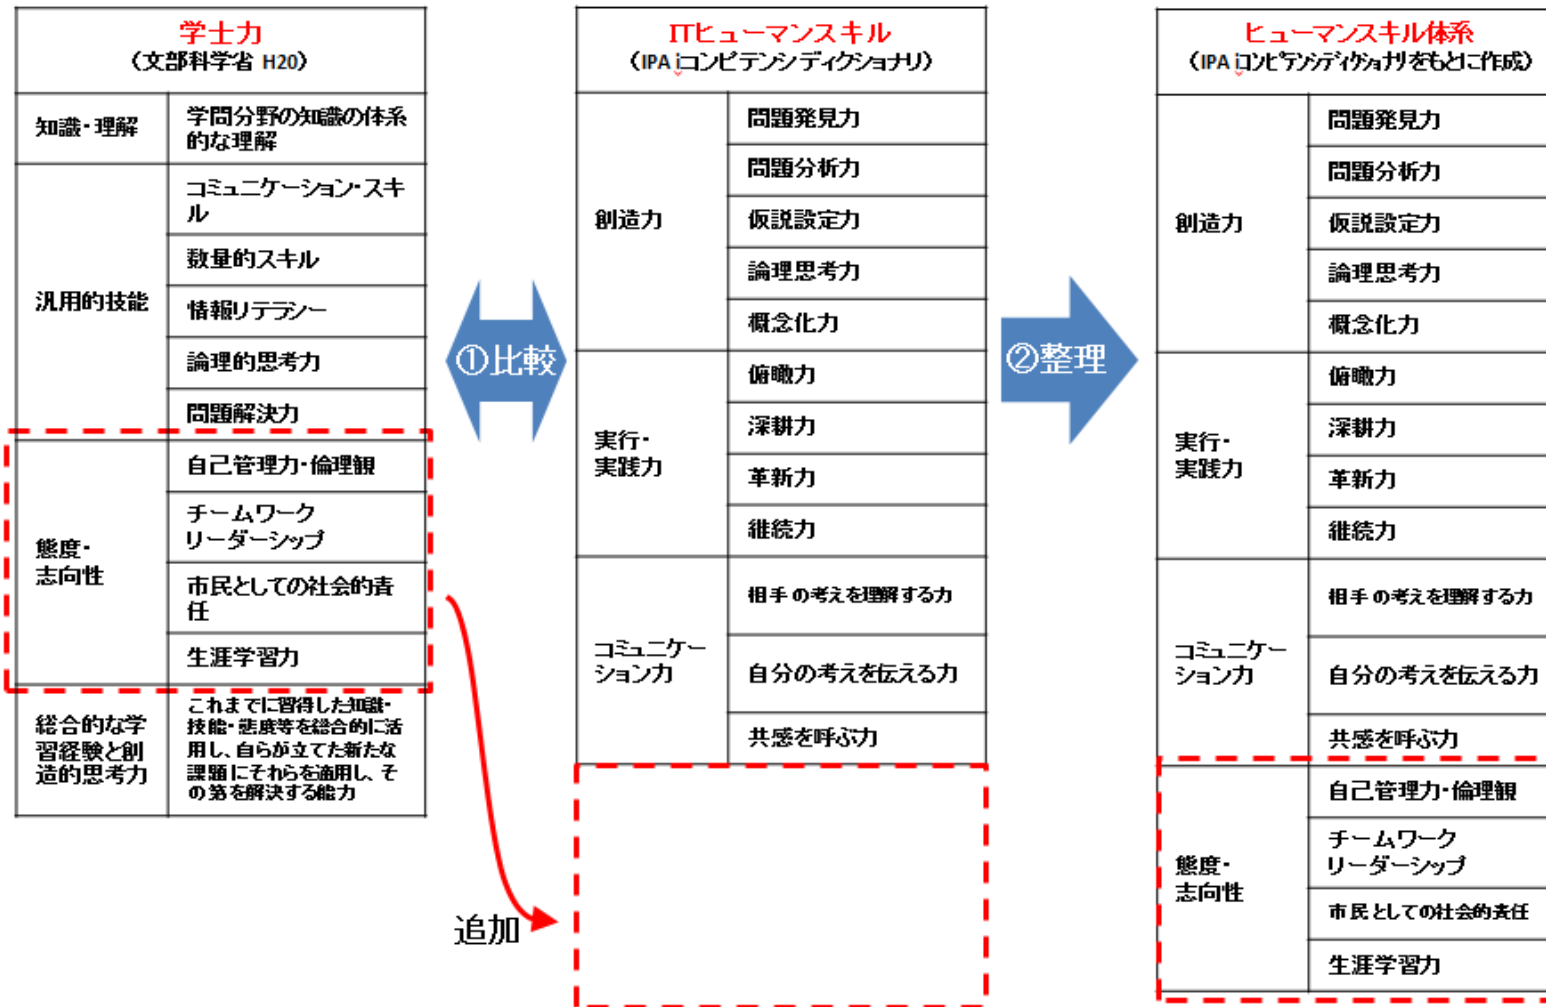 学士力
(文部科学省 H20)
知識・理解
学問分野の知識の体系
的な理解
汎用的技能
コミュニケーション・スキ
ル
数量的スキル
情報リテラシー
論理的思考力
問題解決力
態度・
志向性
自己管理力・倫理観
チームワーク
リーダーシップ
市民としての社会的責
任
生涯学習力
総合的な学
習経験と創
造的思考力
これまでに習得した知識・
技能・態度等を総合的に活
用し、自らが立てた新たな
課題にそれらを適用し、そ
の第を解決する能力
①比較
追加
ITヒューマンスキル
(IPA iコンピテンシディクショナリ)
創造力
問題発見力
問題分析力
仮説設定力
論理思考力
概念化力
実行・
実践力
俯瞰力
深耕力
革新力
継続力
コミュニケー
ション力
相手の考えを理解する力
自分の考えを伝える力
共感を呼ぶ力
②整理
ヒューマンスキル体系
(IPA iコンピテンシディクショナリをもとに作成)
創造力
問題発見力
問題分析力
仮説設定力
論理思考力
概念化力
実行・
実践力
俯瞰力
深耕力
革新力
継続力
コミュニケー
ション力
相手の考えを理解する力
自分の考えを伝える力
共感を呼ぶ力
態度・
志向性
自己管理力・倫理観
チームワーク
リーダーシップ
市民としての社会的責任
生涯学習力